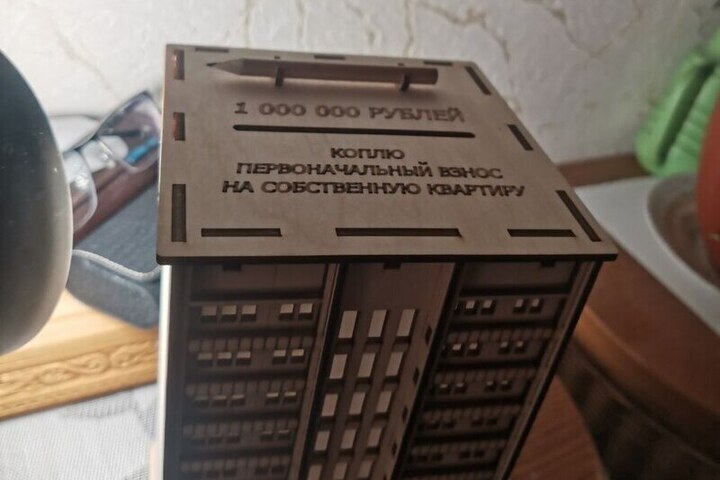 1 000 000 РУБЛЕЙ
КОПЛЮ
ПЕРВОНАЧАЛЬНЫЙ ВЗНОС
НА СОБСТВЕННУЮ КВАРТИРУ